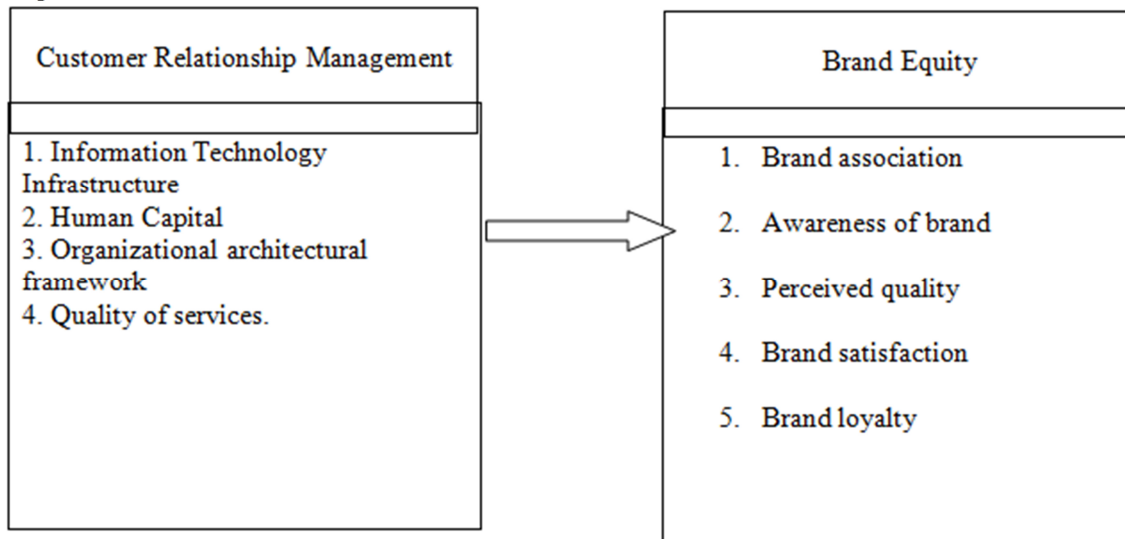 Customer Relationship Management
1. Information Technology
Infrastructure
2. Human Capital
3. Organizational architectural
framework
4. Quality of services.
Brand Equity
1. Brand association
2. Awareness of brand
3. Perceived quality
4. Brand satisfaction
5. Brand loyalty